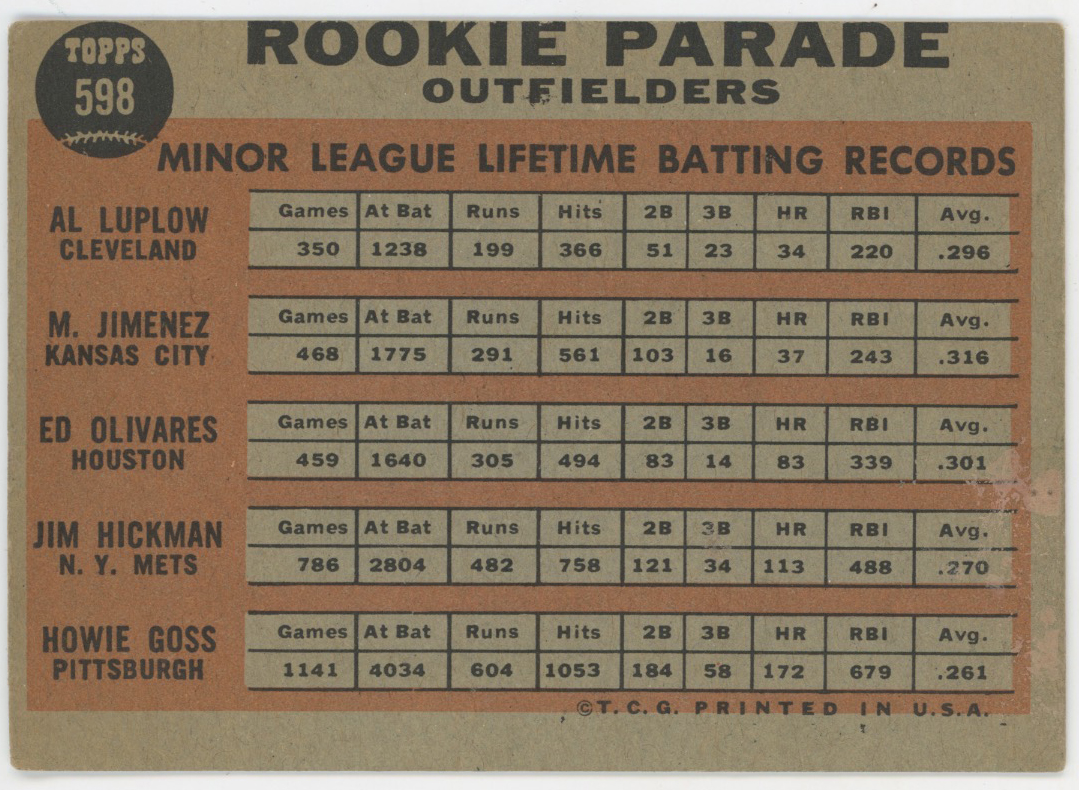 TOPPS
598
ROOKIE PARADE
OUTFIELDERS
MINOR LEAGUE LIFETIME BATTING RECORDS
AL LUPLOW
CLEVELAND
Games At Bat Runs Hits 2B 3B HR RBI Avg.
350 1238 199 366 51 23 34 220 .296
M. JIMENEZ
KANSAS CITY
Games At Bat Runs Hits 2B 3B HR RBI Avg.
468 1775 291 561 103 16 37 243 .316
ED OLIVARES
HOUSTON
Games At Bat Runs Hits 2B 3B HR RBI Avg.
459 1640 305 494 83 14 83 339 .301
JIM HICKMAN
N. Y. METS
Games At Bat Runs Hits 2B 3B HR RBI Avg.
786 2804 482 758 121 34 113 488 .270
HOWIE GOSS
PITTSBURGH
Games At Bat Runs Hits 2B 3B HR RBI Avg.
1141 4034 604 1053 184 58 172 679 .261
©T.C.G. PRINTED IN U.S.A.